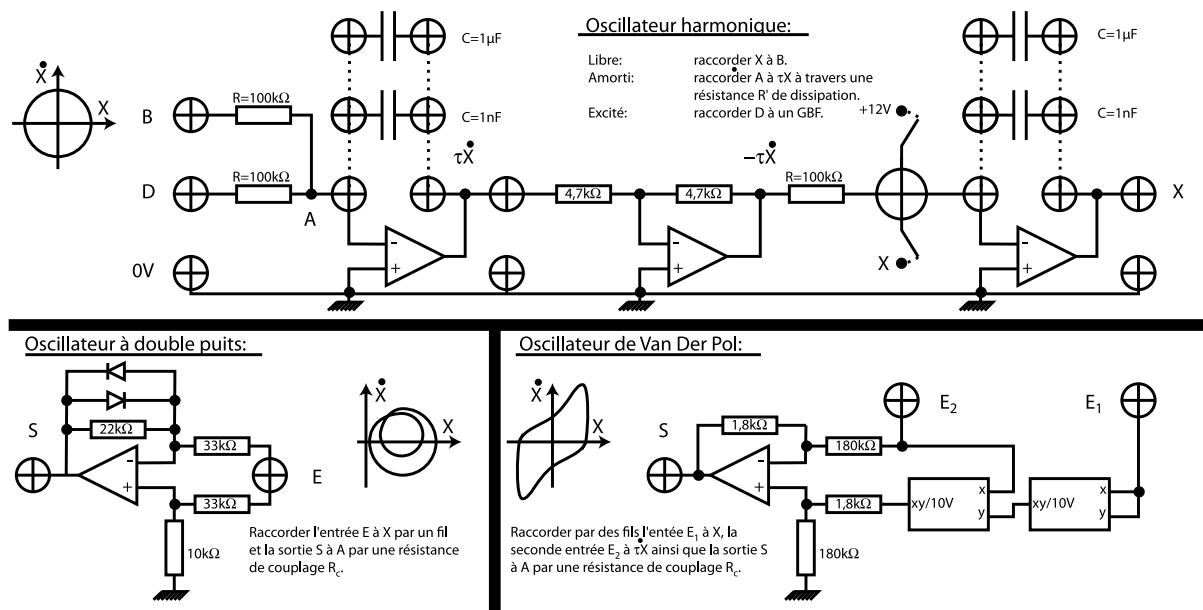 Oscillateur harmonique:
Libre: raccorder X à B.
Amorti: raccorder A à τẊ à travers une
résistance R' de dissipation.
Excité: raccorder D à un GBF.
C=1μF
C=1nF
C=1μF
C=1nF
Ẋ
X
B
R=100kΩ
D
R=100kΩ
A
0V
τẊ
4,7kΩ
4,7kΩ
−τẊ
R=100kΩ
+12V
X
X
-
+
-
+
-
+
Oscillateur à double puits:
S
22kΩ
-
+
33kΩ
33kΩ
E
10kΩ
Ẋ
X
Raccorder l'entrée E à X par un fil
et la sortie S à A par une résistance
de couplage Rc.
Oscillateur de Van Der Pol:
Ẋ
X
S
1,8kΩ
-
+
180kΩ
1,8kΩ
180kΩ
E2
E1
xy/10V
x
y
xy/10V
x
y
Raccorder par des fils l'entée E1 à X, la
seconde entrée E2 à τẊ ainsi que la sortie S
à A par une résistance de couplage Rc.